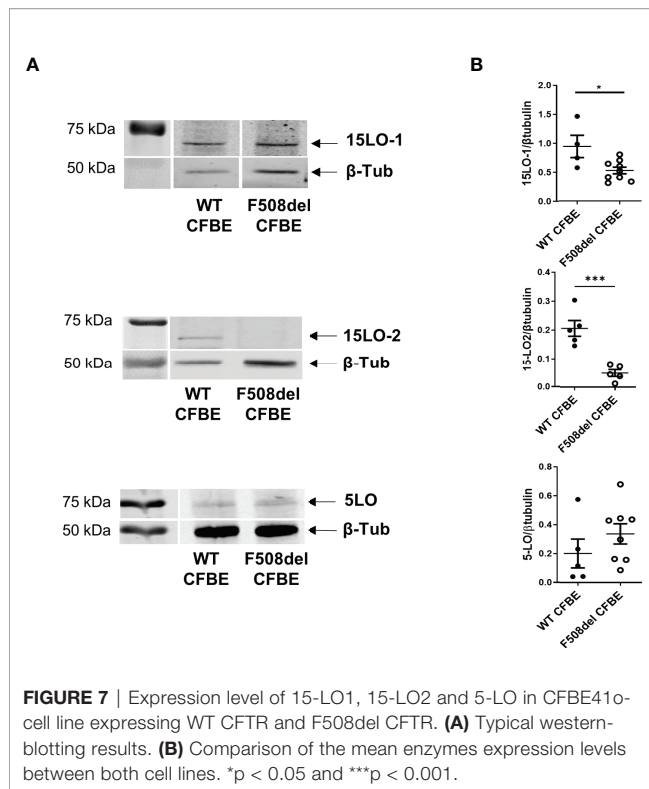 A
75 kDa
15LO-1
50 kDa
β-Tub
WT
CFBE
F508del
CFBE
75 kDa
15LO-2
50 kDa
β-Tub
WT
CFBE
F508del
CFBE
75 kDa
5LO
50 kDa
β-Tub
WT
CFBE
F508del
CFBE
B
15LO-1/βtubulin
2.0
1.5
1.0
0.5
0.0
*
WT CFBE
F508del CFBE
15-LO2/βtubulin
0.4
0.3
0.2
0.1
0.0
***
WT CFBE
F508del CFBE
5-LO/βtubulin
0.8
0.6
0.4
0.2
0.0
WT CFBE
F508del CFBE
FIGURE 7 | Expression level of 15-LO1, 15-LO2 and 5-LO in CFBE41o-
cell line expressing WT CFTR and F508del CFTR. (A) Typical western-
blotting results. (B) Comparison of the mean enzymes expression levels
between both cell lines. *p < 0.05 and ***p < 0.001.